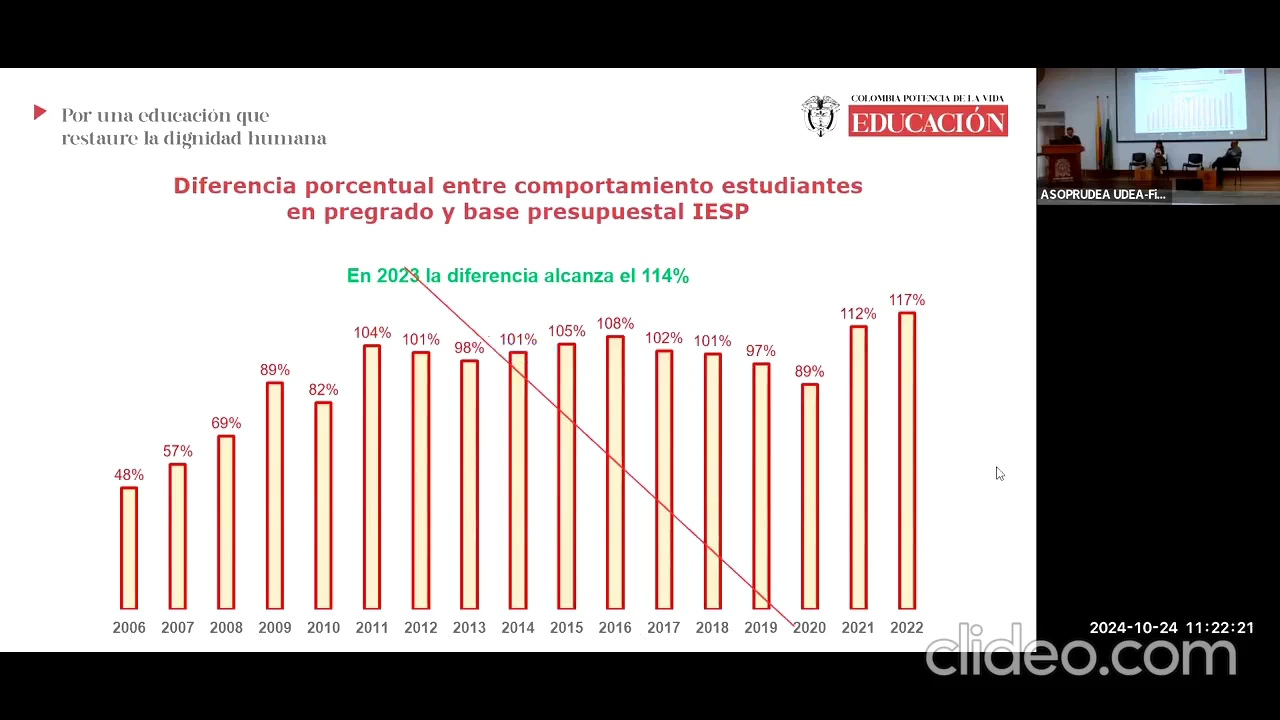 Por una educación que
restaure la dignidad humana
COLOMBIA POTENCIA DE LA VIDA
EDUCACIÓN
Diferencia porcentual entre comportamiento estudiantes
en pregrado y base presupuestal IESP
En 2023 la diferencia alcanza el 114%
48% 57% 69% 89% 82% 104% 101% 98% 101% 105% 108% 102% 101% 97% 89% 112% 117%
2006 2007 2008 2009 2010 2011 2012 2013 2014 2015 2016 2017 2018 2019 2020 2021 2022
ASOPRUDEA UDEA-Fi...
2024-10-24 11:22:21
clideo.com